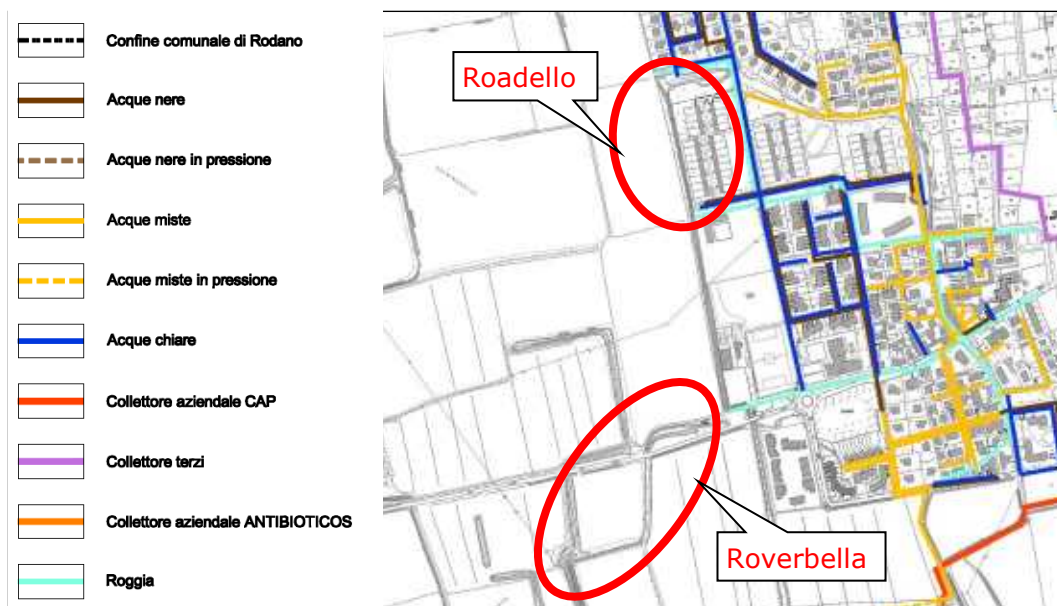 Confine comunale di Rodano
Acque nere
Acque nere in pressione
Acque miste
Acque miste in pressione
Acque chiare
Collettore aziendale CAP
Collettore terzi
Collettore aziendale ANTIBIOTICOS
Roggia
Roadello
Roverbella